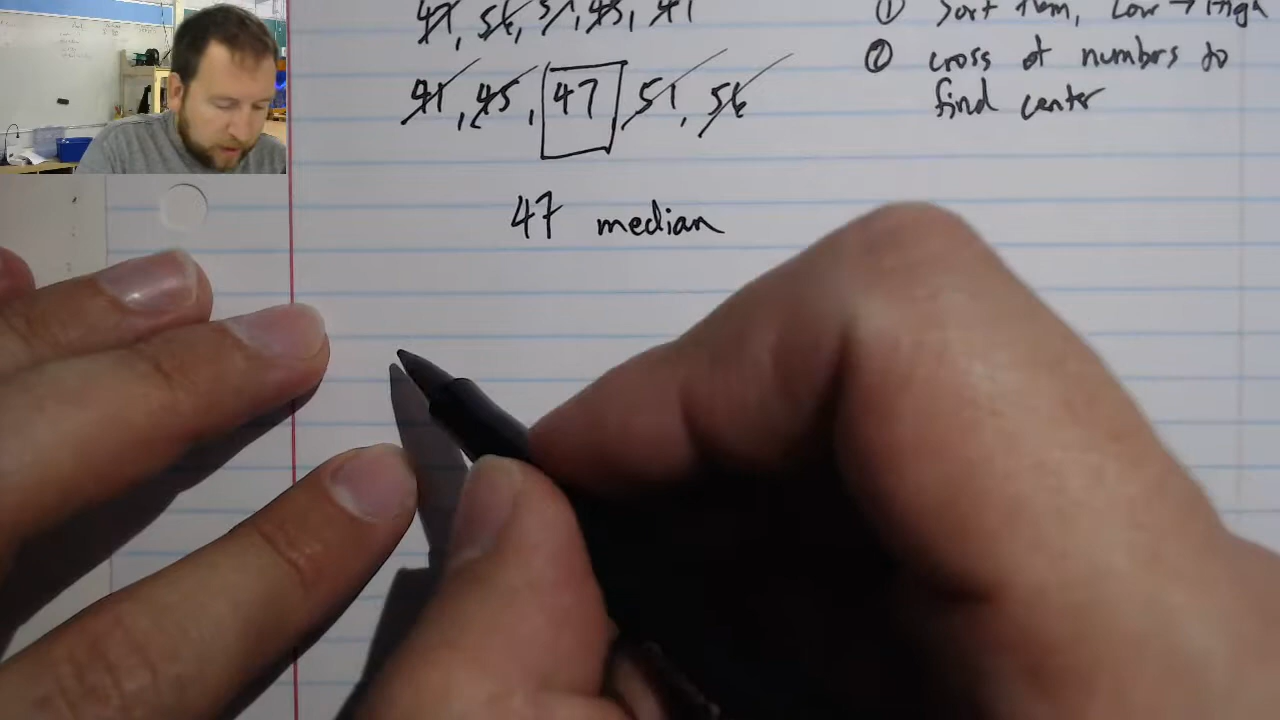 47, 56, 51, 45, 41
① Sort them, Low → High
41, 45, 47, 51, 56
② cross of numbers to
find center
47 median